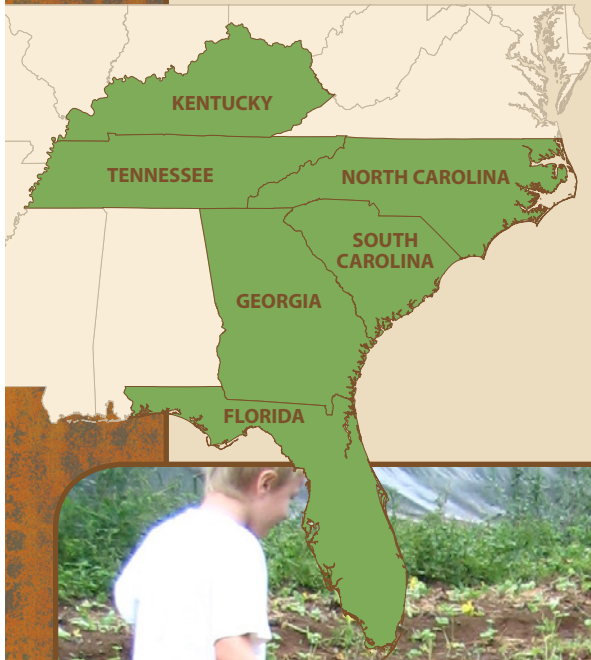 KENTUCKY
TENNESSEE
NORTH CAROLINA
SOUTH
CAROLINA
GEORGIA
FLORIDA